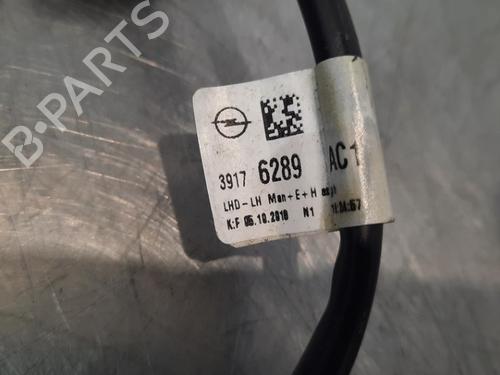 B-PARTS
3917 6289 AC1
LHD-LH Man+E+H
K:F 05.10.2018 N1